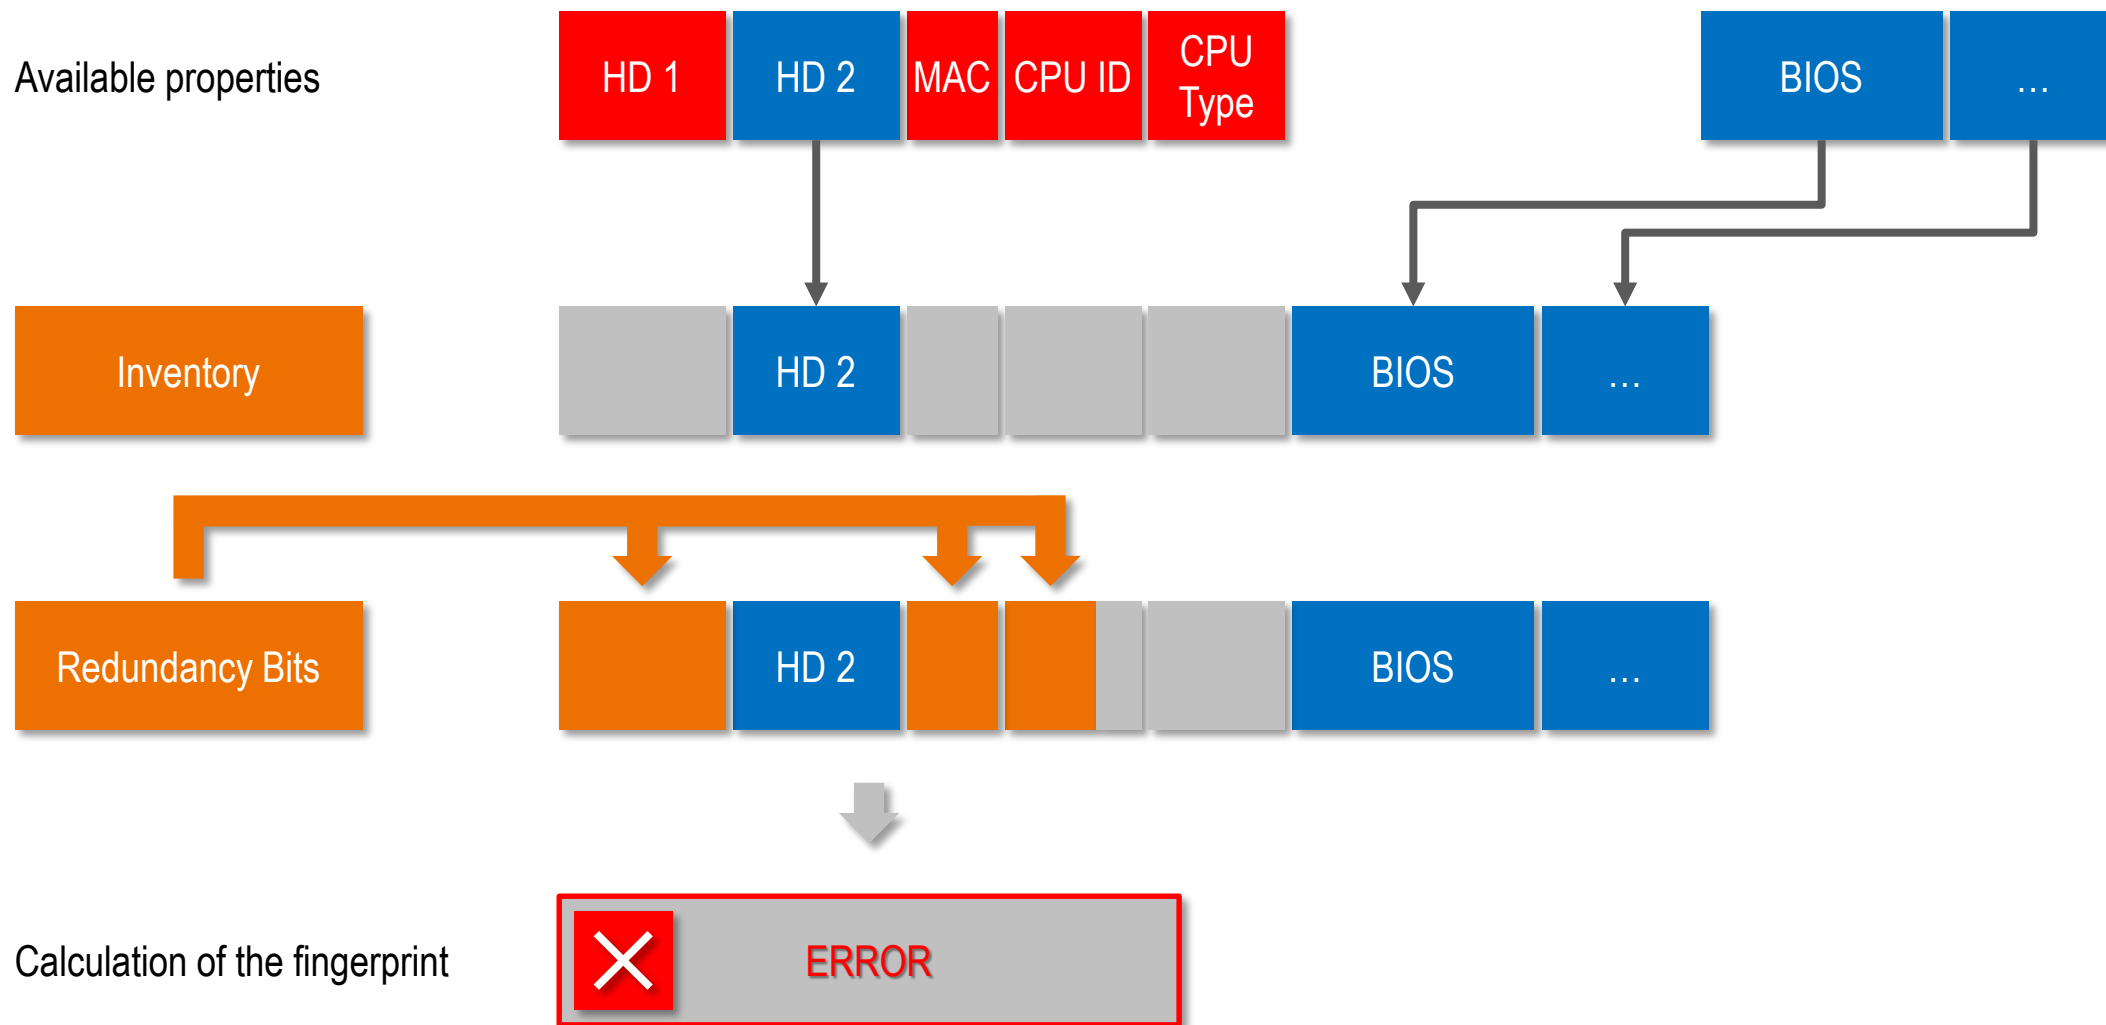 Available properties
HD 1
HD 2
MAC
CPU ID
CPU
Type
BIOS
…
Inventory
HD 2
BIOS
…
Redundancy Bits
HD 2
BIOS
…
Calculation of the fingerprint
ERROR